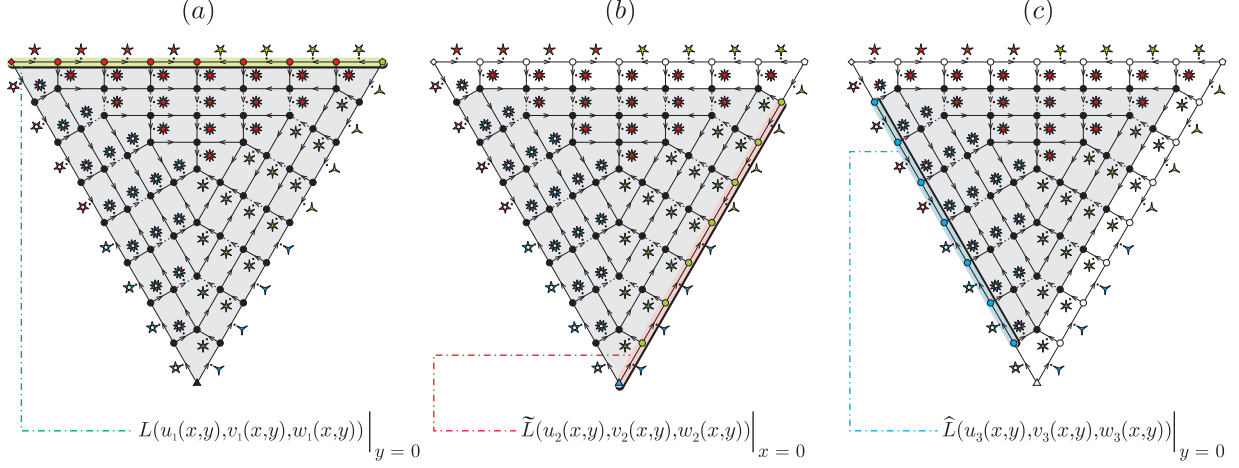 (a)
(b)
(c)
L(u₁(x,y),v₁(x,y),w₁(x,y))|y = 0
L̃(u₂(x,y),v₂(x,y),w₂(x,y))|x = 0
L̂(u₃(x,y),v₃(x,y),w₃(x,y))|y = 0